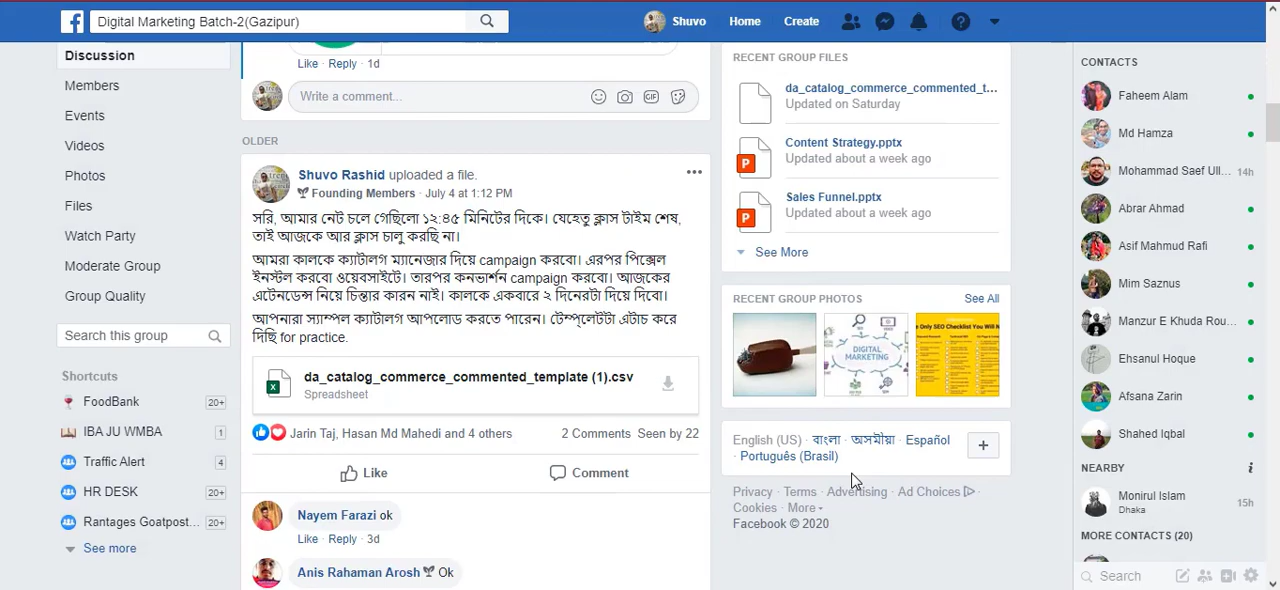 Digital Marketing Batch-2(Gazipur)
Shuvo
Home
Create
Discussion
Members
Events
Videos
Photos
Files
Watch Party
Moderate Group
Group Quality
Search this group
Shortcuts
FoodBank 20+
IBA JU WMBA 1
Traffic Alert 4
HR DESK 20+
Rantages Goatpost... 20+
See more
Like · Reply · 1d
Write a comment...
GIF
OLDER
Shuvo Rashid uploaded a file.
Founding Members · July 4 at 1:12 PM
সরি, আমার নেট চলে গেছিলো ১২:৪৫ মিনিটের দিকে। যেহেতু ক্লাস টাইম শেষ,
তাই আজকে আর ক্লাস চালু করছি না।
আমরা কালকে ক্যাটালগ ম্যানেজার দিয়ে campaign করবো। এরপর পিক্সেল
ইনস্টল করবো ওয়েবসাইটে। তারপর কনভার্শন campaign করবো। আজকের
এটেনডেন্স নিয়ে চিন্তার কারন নাই। কালকে একবারে ২ দিনেরটা দিয়ে দিবো।
আপনারা স্যাম্পল ক্যাটালগ আপলোড করতে পারেন। টেম্প্লেটটা এটাচ করে
দিছি for practice.
da_catalog_commerce_commented_template (1).csv
Spreadsheet
Jarin Taj, Hasan Md Mahedi and 4 others
2 Comments Seen by 22
Like
Comment
Nayem Farazi ok
Like · Reply · 3d
Anis Rahaman Arosh Ok
RECENT GROUP FILES
da_catalog_commerce_commented_t...
Updated on Saturday
Content Strategy.pptx
Updated about a week ago
Sales Funnel.pptx
Updated about a week ago
See More
RECENT GROUP PHOTOS
See All
DIGITAL
MARKETING
Only SEO Checklist You Will N
English (US) · বাংলা · অসমীয়া · Español
· Português (Brasil)
Privacy · Terms · Advertising · Ad Choices ·
Cookies · More
Facebook © 2020
CONTACTS
Faheem Alam
Md Hamza
Mohammad Saef Ull... 14h
Abrar Ahmad
Asif Mahmud Rafi
Mim Saznus
Manzur E Khuda Rou...
Ehsanul Hoque
Afsana Zarin
Shahed Iqbal
NEARBY
Monirul Islam 15h
Dhaka
MORE CONTACTS (20)
Search